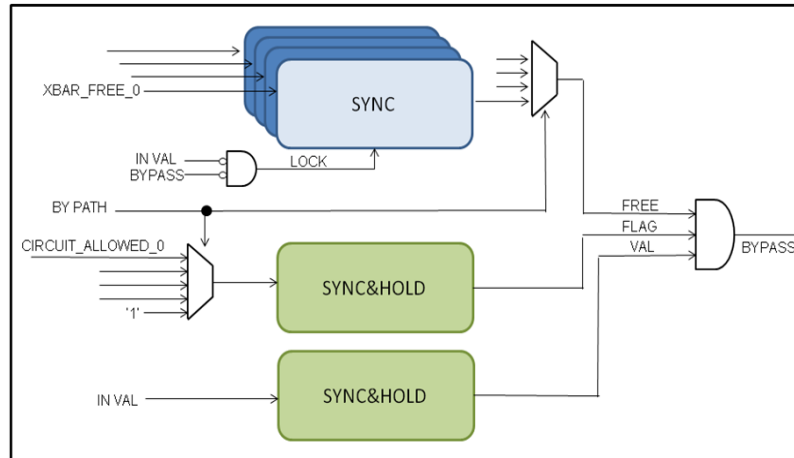 XBAR_FREE_0
SYNC
IN VAL
BYPASS
LOCK
BY PATH
FREE
FLAG
VAL
BYPASS
CIRCUIT_ALLOWED_0
SYNC&HOLD
'1'
SYNC&HOLD
IN VAL